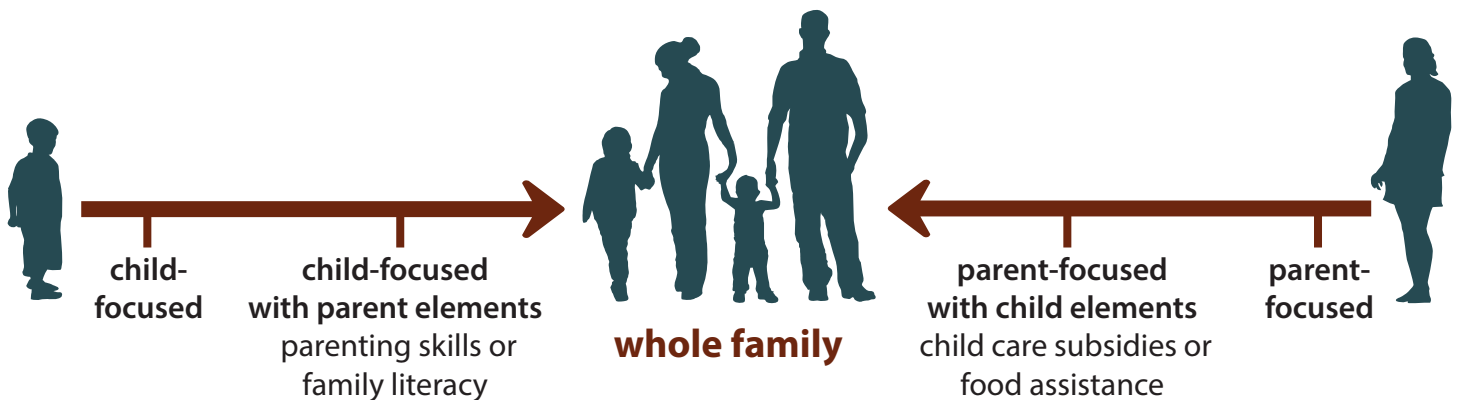 child-
focused
child-focused
with parent elements
parenting skills or
family literacy
whole family
parent-focused
with child elements
child care subsidies or
food assistance
parent-
focused